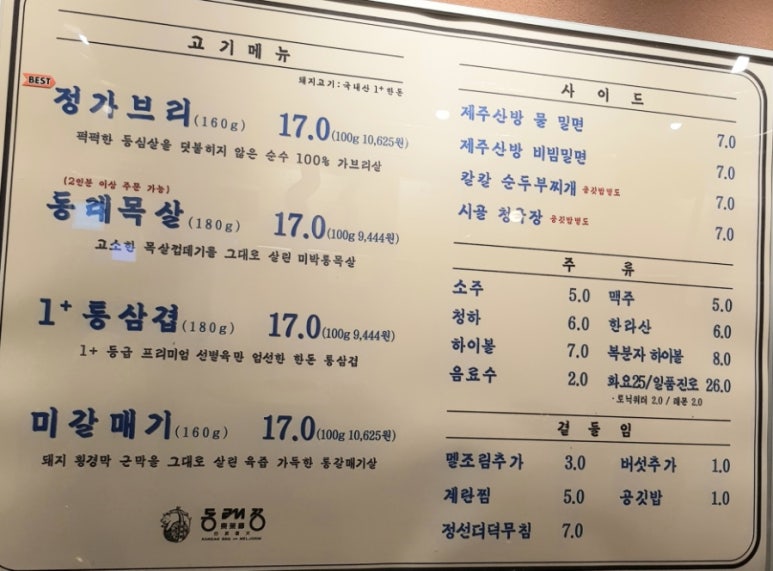 고기메뉴
돼지고기 : 국내산 1+한돈
BEST
정가브리(160g) 17.0(100g 10,625원)
퍽퍽한 등심살을 덧붙히지 않은 순수 100% 가브리살
(2인분 이상 주문 가능)
통래목살(180g) 17.0(100g 9,444원)
고소한 목살껍데기를 그대로 살린 미박통목살
1+통삼겹(180g) 17.0(100g 9,444원)
1+ 등급 프리미엄 선별육만 엄선한 한돈 통삼겹
미갈매기(160g) 17.0(100g 10,625원)
돼지 횡경막 근막을 그대로 살린 육즙 가득한 통갈매기살
사이드
제주산방 물 밀면 7.0
제주산방 비빔밀면 7.0
칼칼 순두부찌개 공깃밥별도 7.0
시골 청국장 공깃밥별도 7.0
주류
소주 5.0 맥주 5.0
청하 6.0 한라산 6.0
하이볼 7.0 복분자 하이볼 8.0
음료수 2.0 화요25/일품진로 26.0
· 토닉워터 2.0 / 레몬 2.0
곁들임
멜조림추가 3.0 버섯추가 1.0
계란찜 5.0 공깃밥 1.0
정선더덕무침 7.0